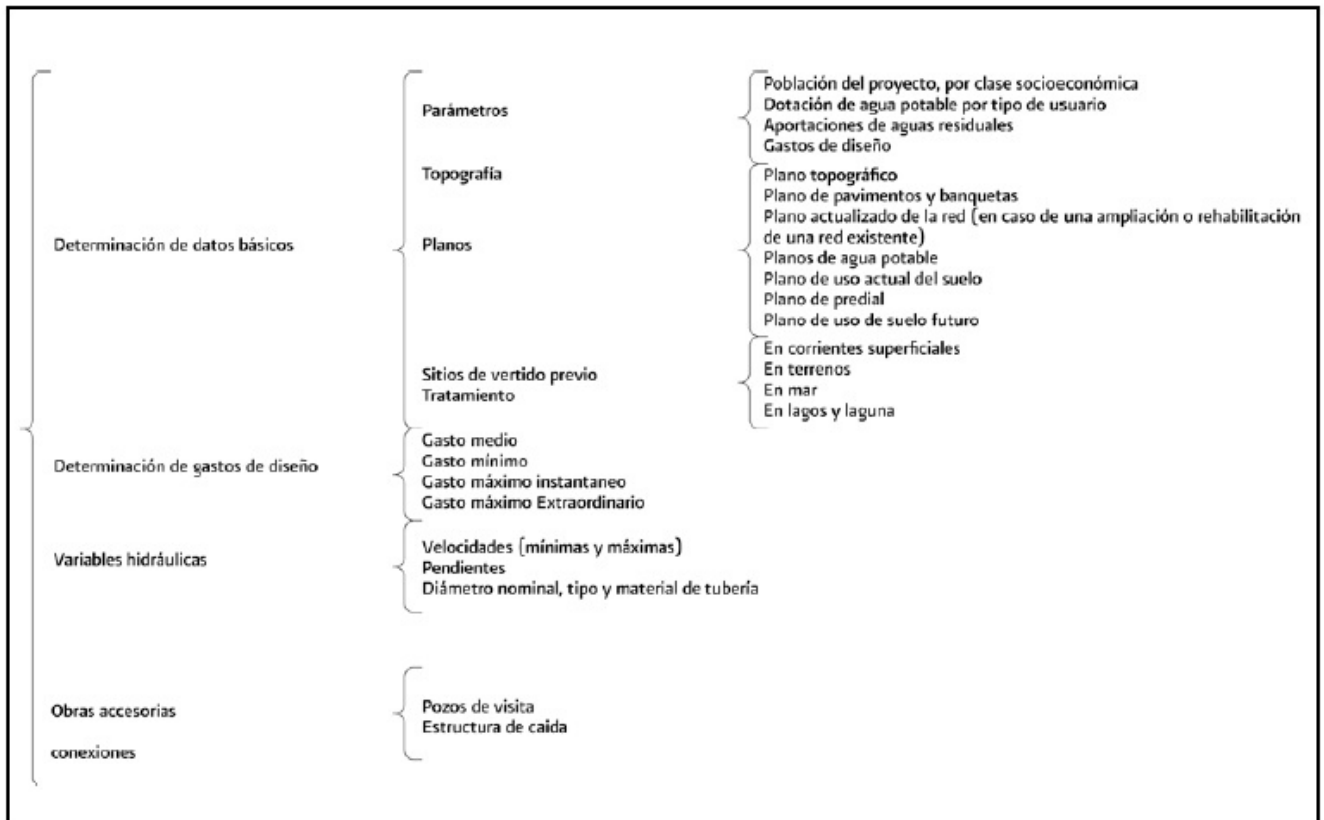 Determinación de datos básicos
Parámetros
Población del proyecto, por clase socioeconómica
Dotación de agua potable por tipo de usuario
Aportaciones de aguas residuales
Gastos de diseño
Topografía
Planos
Plano topográfico
Plano de pavimentos y banquetas
Plano actualizado de la red (en caso de una ampliación o rehabilitación
de una red existente)
Planos de agua potable
Plano de uso actual del suelo
Plano de predial
Plano de uso de suelo futuro
Sitios de vertido previo
Tratamiento
En corrientes superficiales
En terrenos
En mar
En lagos y laguna
Determinación de gastos de diseño
Gasto medio
Gasto mínimo
Gasto máximo instantaneo
Gasto máximo Extraordinario
Variables hidráulicas
Velocidades (mínimas y máximas)
Pendientes
Diámetro nominal, tipo y material de tubería
Obras accesorias
Pozos de visita
Estructura de caida
conexiones